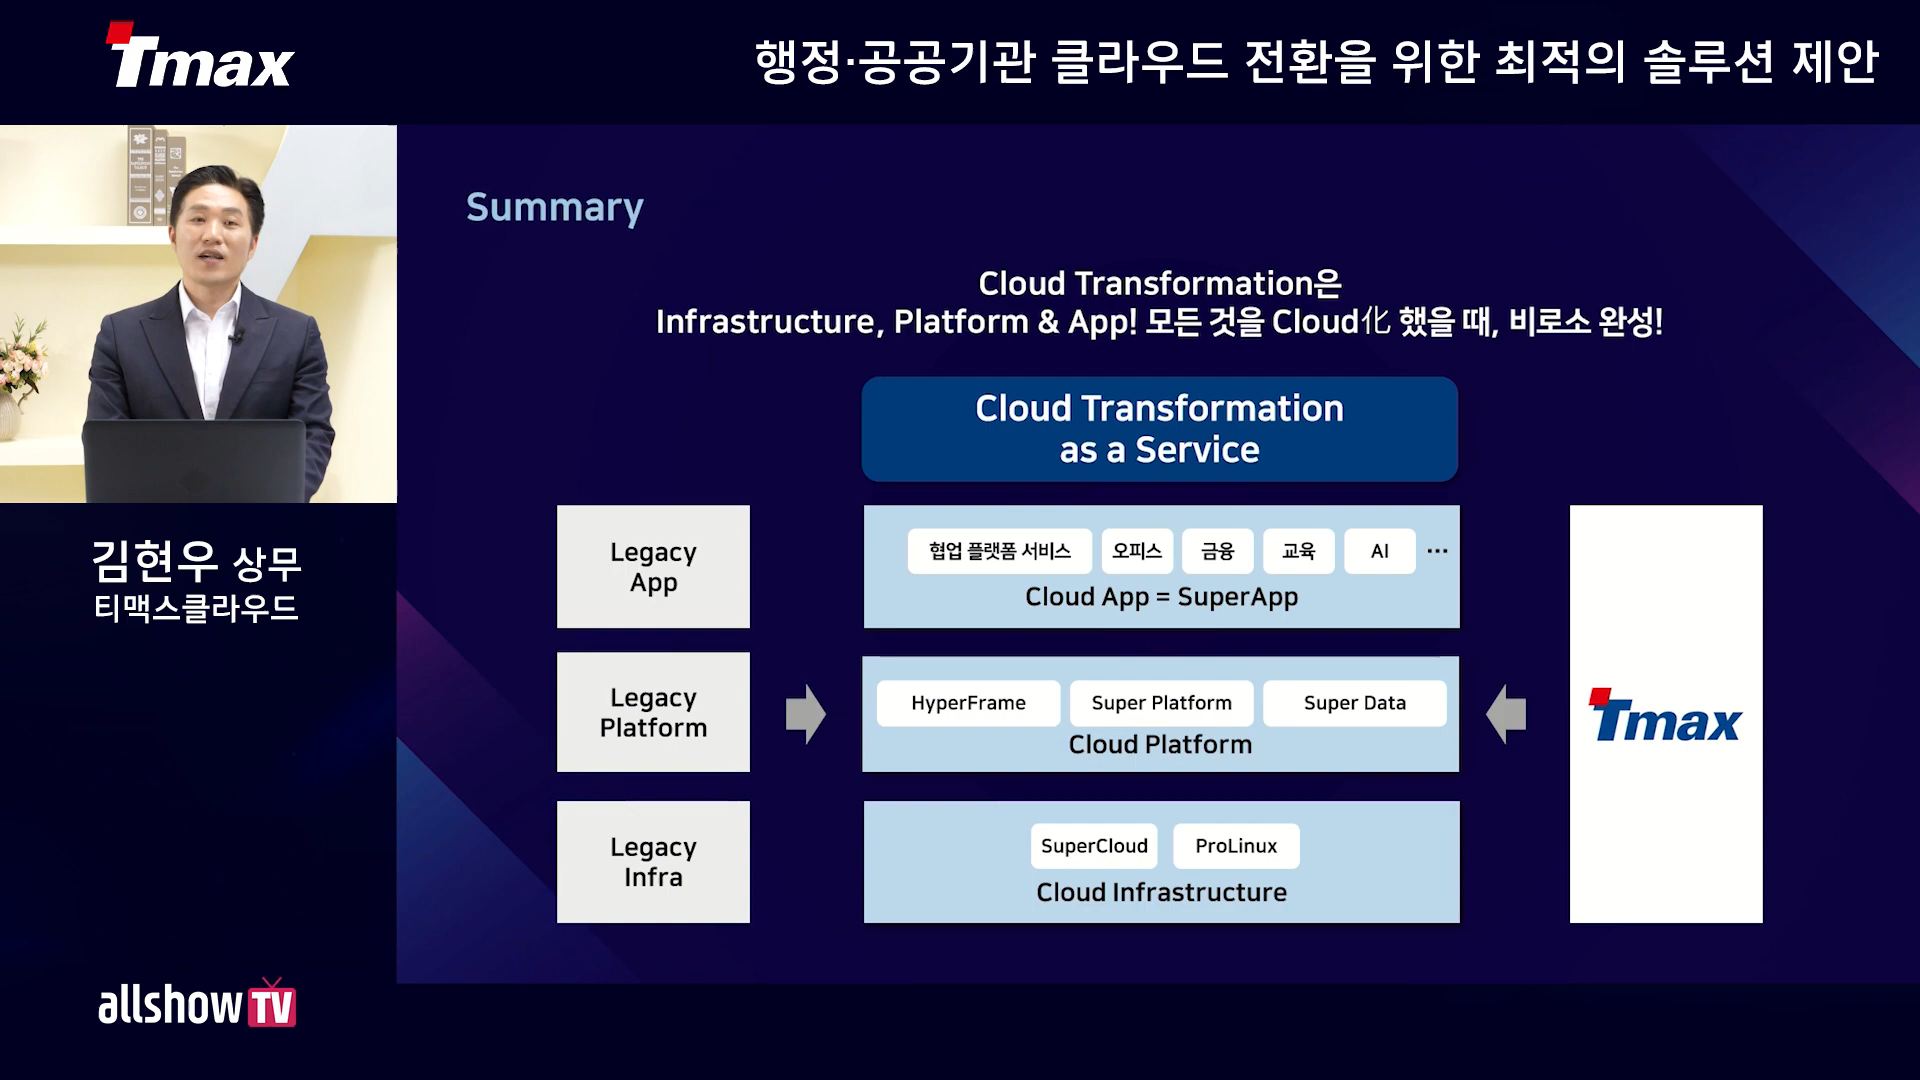 Tmax
행정·공공기관 클라우드 전환을 위한 최적의 솔루션 제안
김현우 상무
티맥스클라우드
allshow TV
Summary
Cloud Transformation은
Infrastructure, Platform & App! 모든 것을 Cloud化 했을 때, 비로소 완성!
Cloud Transformation
as a Service
Legacy
App
협업 플랫폼 서비스 오피스 금융 교육 AI ···
Cloud App = SuperApp
Legacy
Platform
HyperFrame Super Platform Super Data
Cloud Platform
Legacy
Infra
SuperCloud ProLinux
Cloud Infrastructure
Tmax